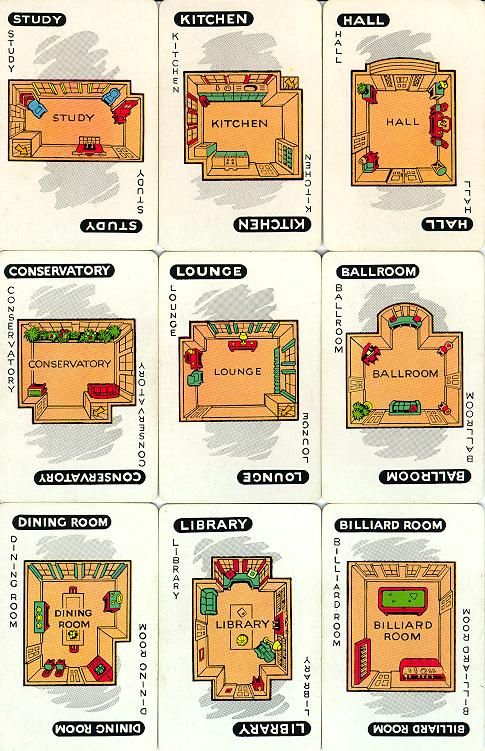 STUDY
STUDY
STUDY
STUDY
STUDY
KITCHEN
KITCHEN
KITCHEN
KITCHEN
KITCHEN
HALL
HALL
HALL
HALL
HALL
CONSERVATORY
CONSERVATORY
CONSERVATORY
CONSERVATORY
CONSERVATORY
LOUNGE
LOUNGE
LOUNGE
LOUNGE
LOUNGE
BALLROOM
BALLROOM
BALLROOM
BALLROOM
BALLROOM
DINING ROOM
DINING ROOM
DINING
ROOM
DINING ROOM
DINING ROOM
LIBRARY
LIBRARY
LIBRARY
LIBRARY
LIBRARY
BILLIARD ROOM
BILLIARD ROOM
BILLIARD
ROOM
BILLIARD ROOM
BILLIARD ROOM